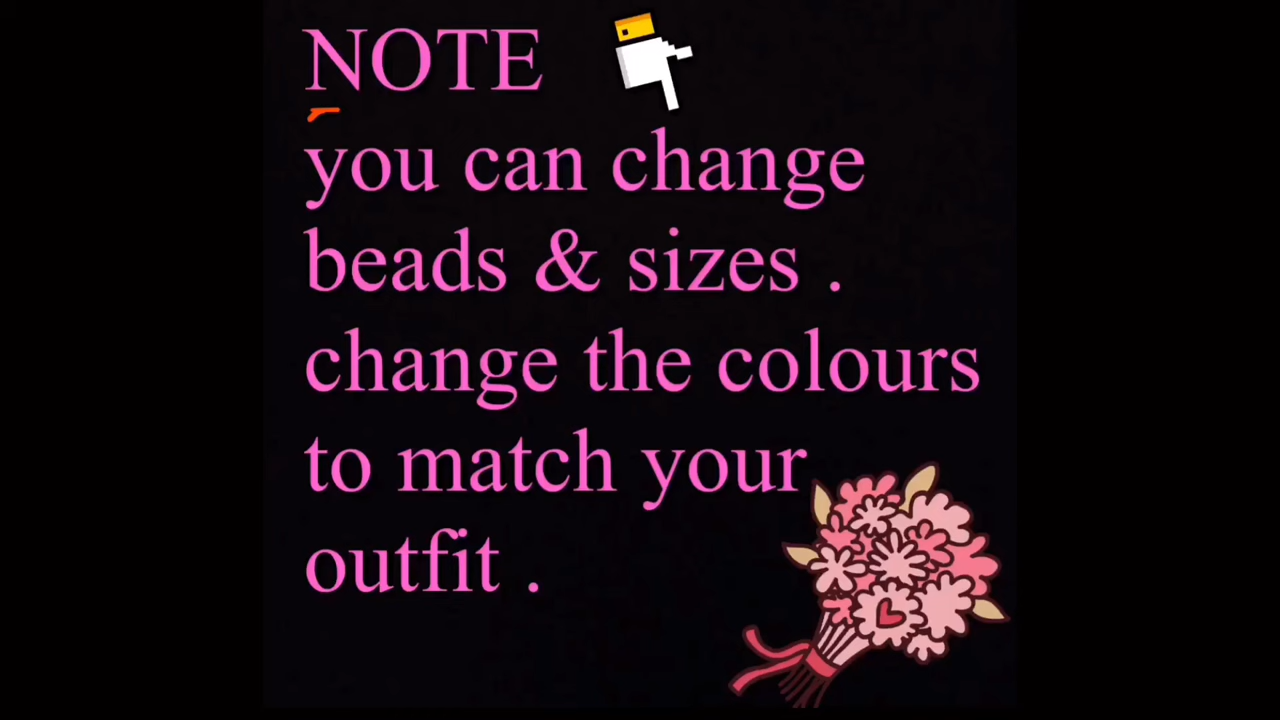 NOTE
you can change
beads & sizes .
change the colours
to match your
outfit .